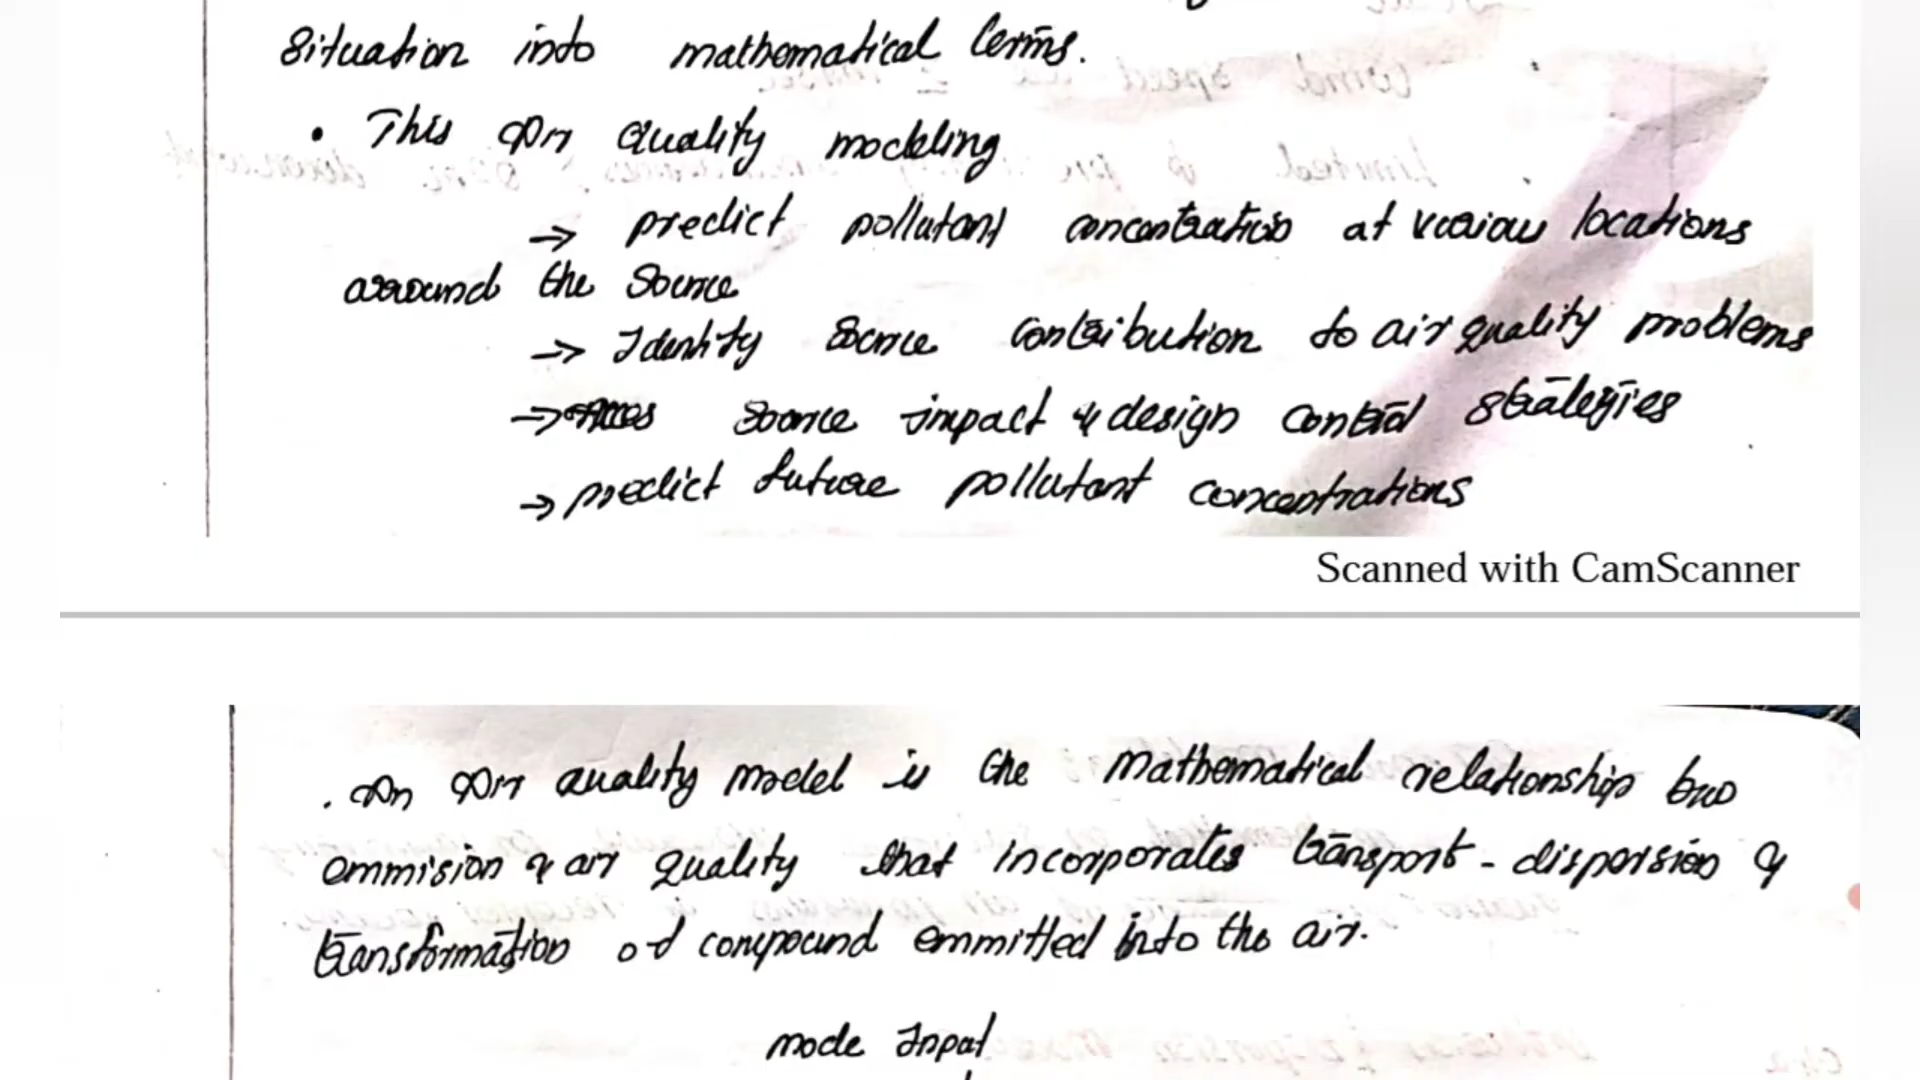 Situation into mathematical terms.
• This Air Quality modeling
→ predict pollutant concentration at various locations
around the Source
→ Identity Source contribution to air quality problems
→ Source impact & design control strategies
→ predict future pollutant concentrations
Scanned with CamScanner
. An Air quality model is the mathematical relationship b/w
emmision & air quality that incorporates transport - dispersion &
transformation of compound emmitted into the air.
mode Input